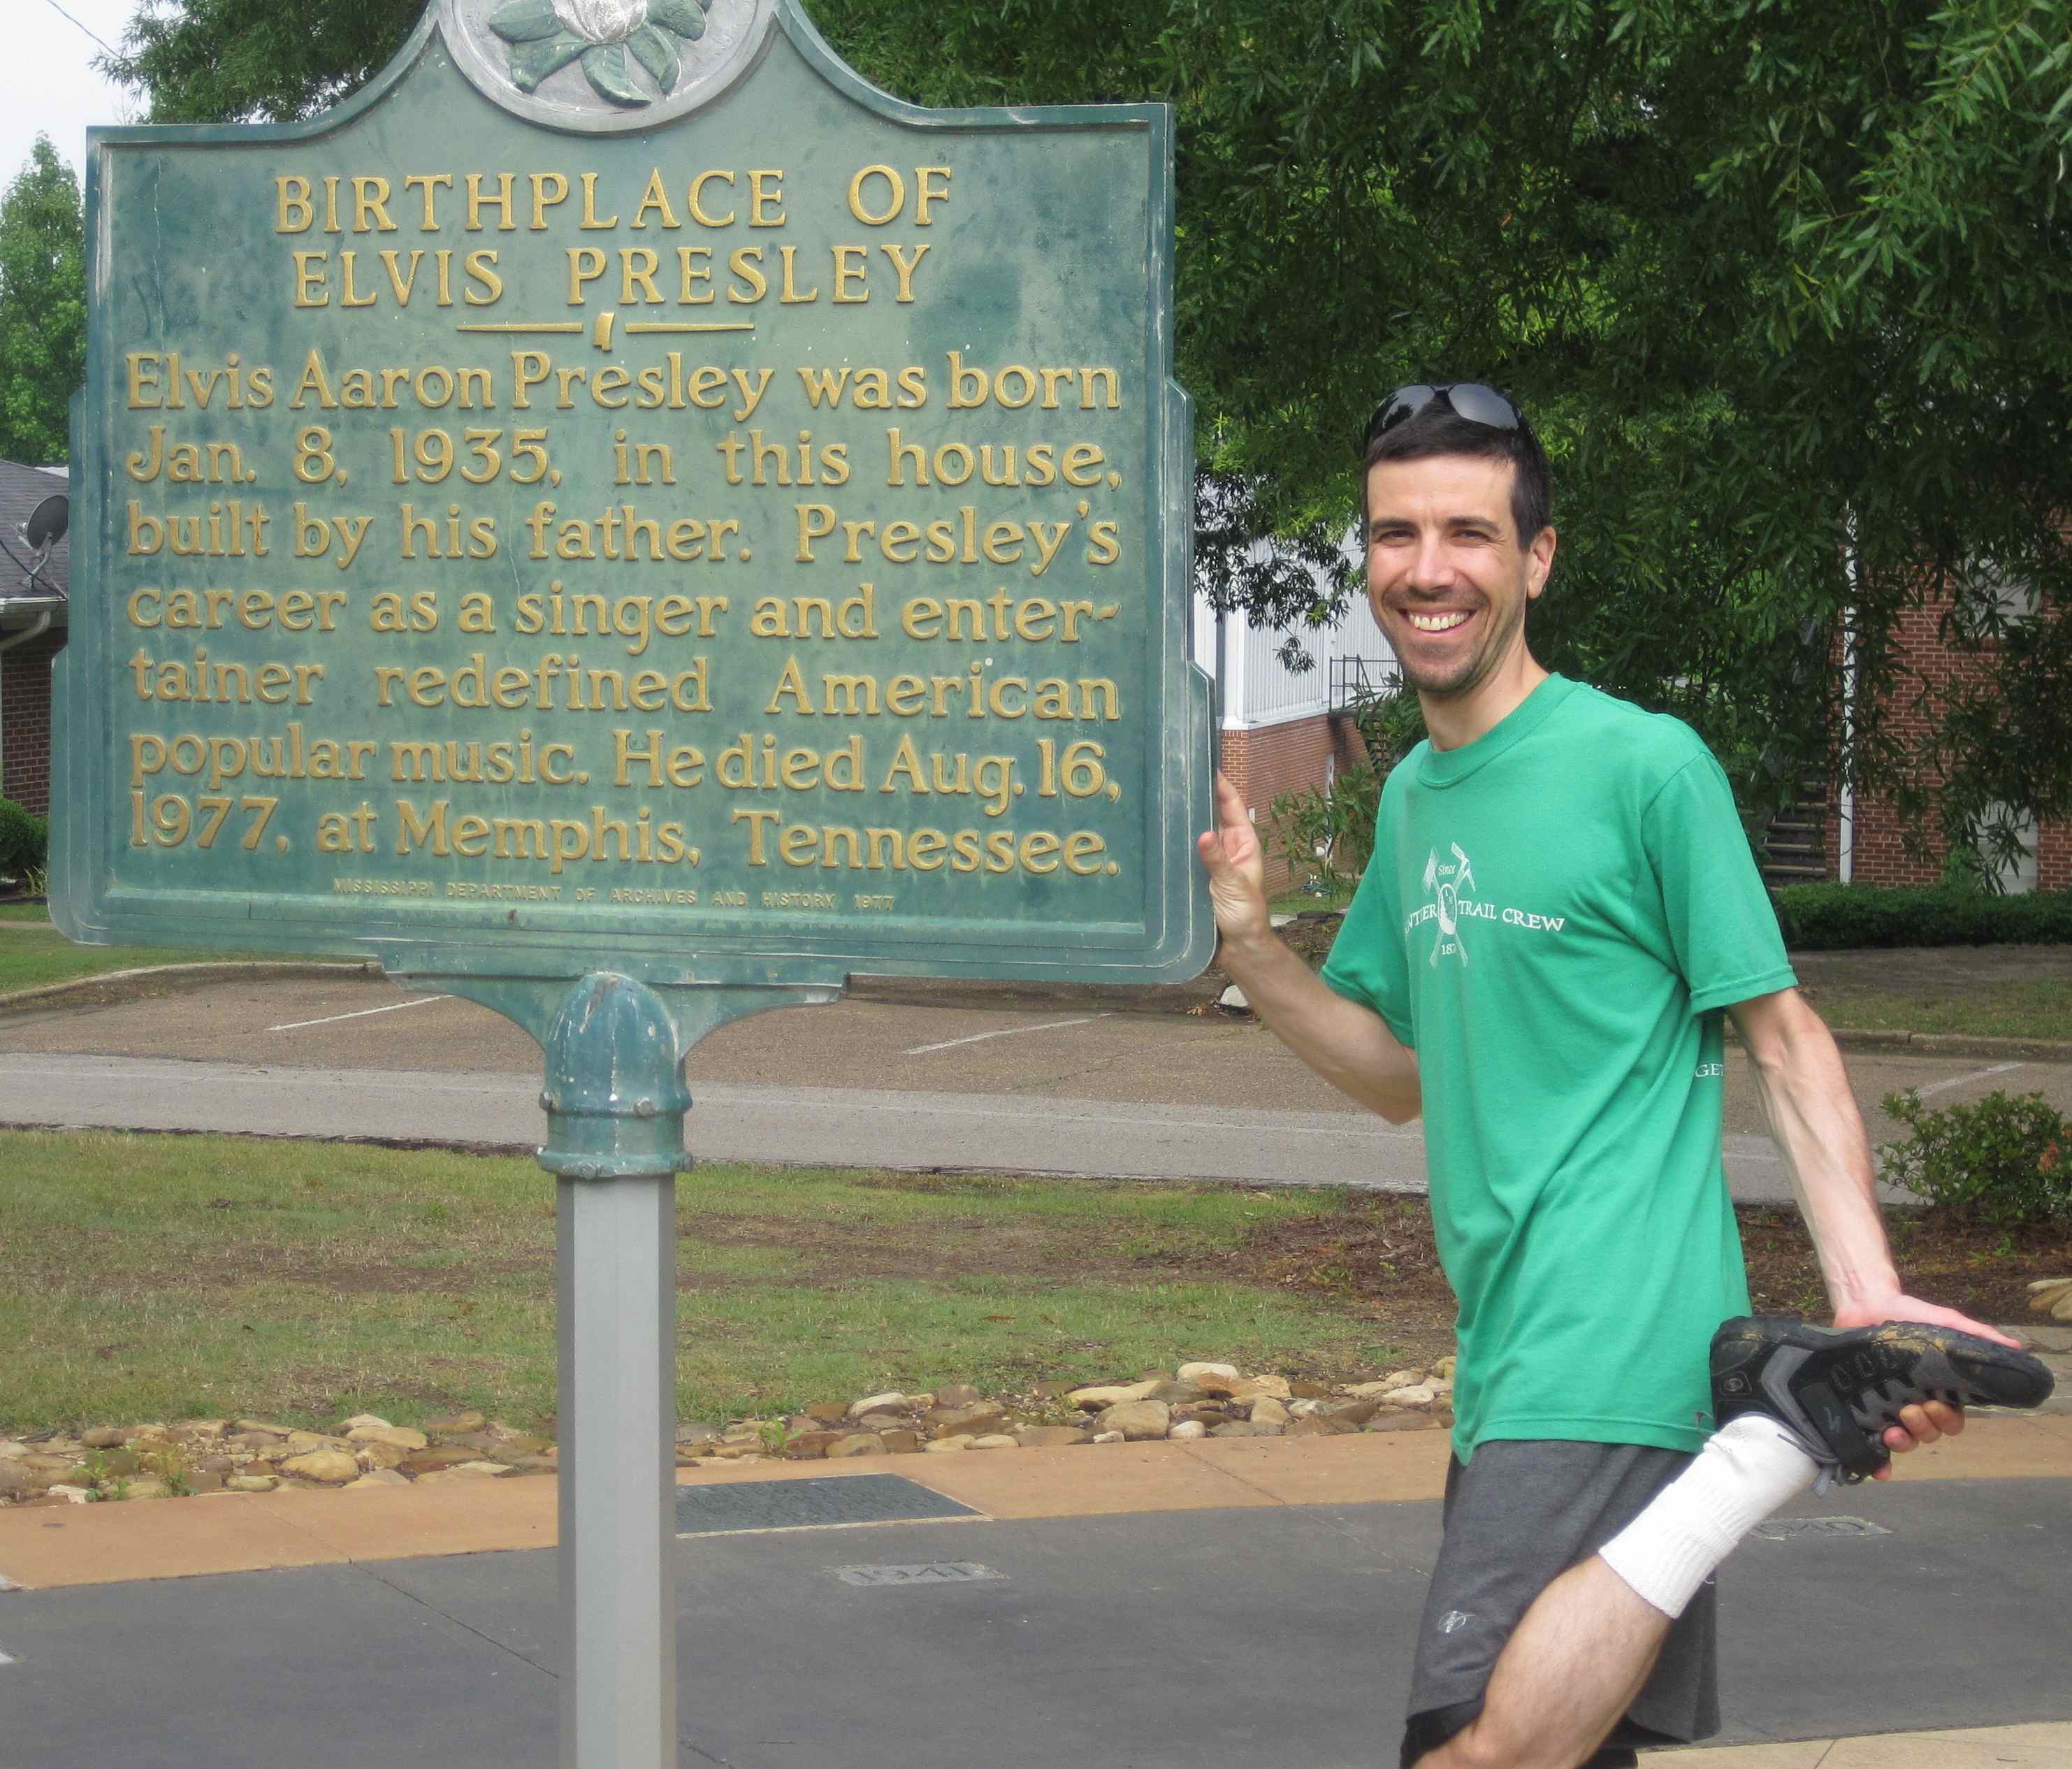 BIRTHPLACE OF
ELVIS PRESLEY
Elvis Aaron Presley was born
Jan. 8, 1935, in this house,
built by his father. Presley's
career as a singer and enter-
tainer redefined American
popular music. He died Aug. 16,
1977, at Memphis, Tennessee.
MISSISSIPPI DEPARTMENT OF ARCHIVES AND HISTORY 1977
Since
TRAIL CREW
1941
1940